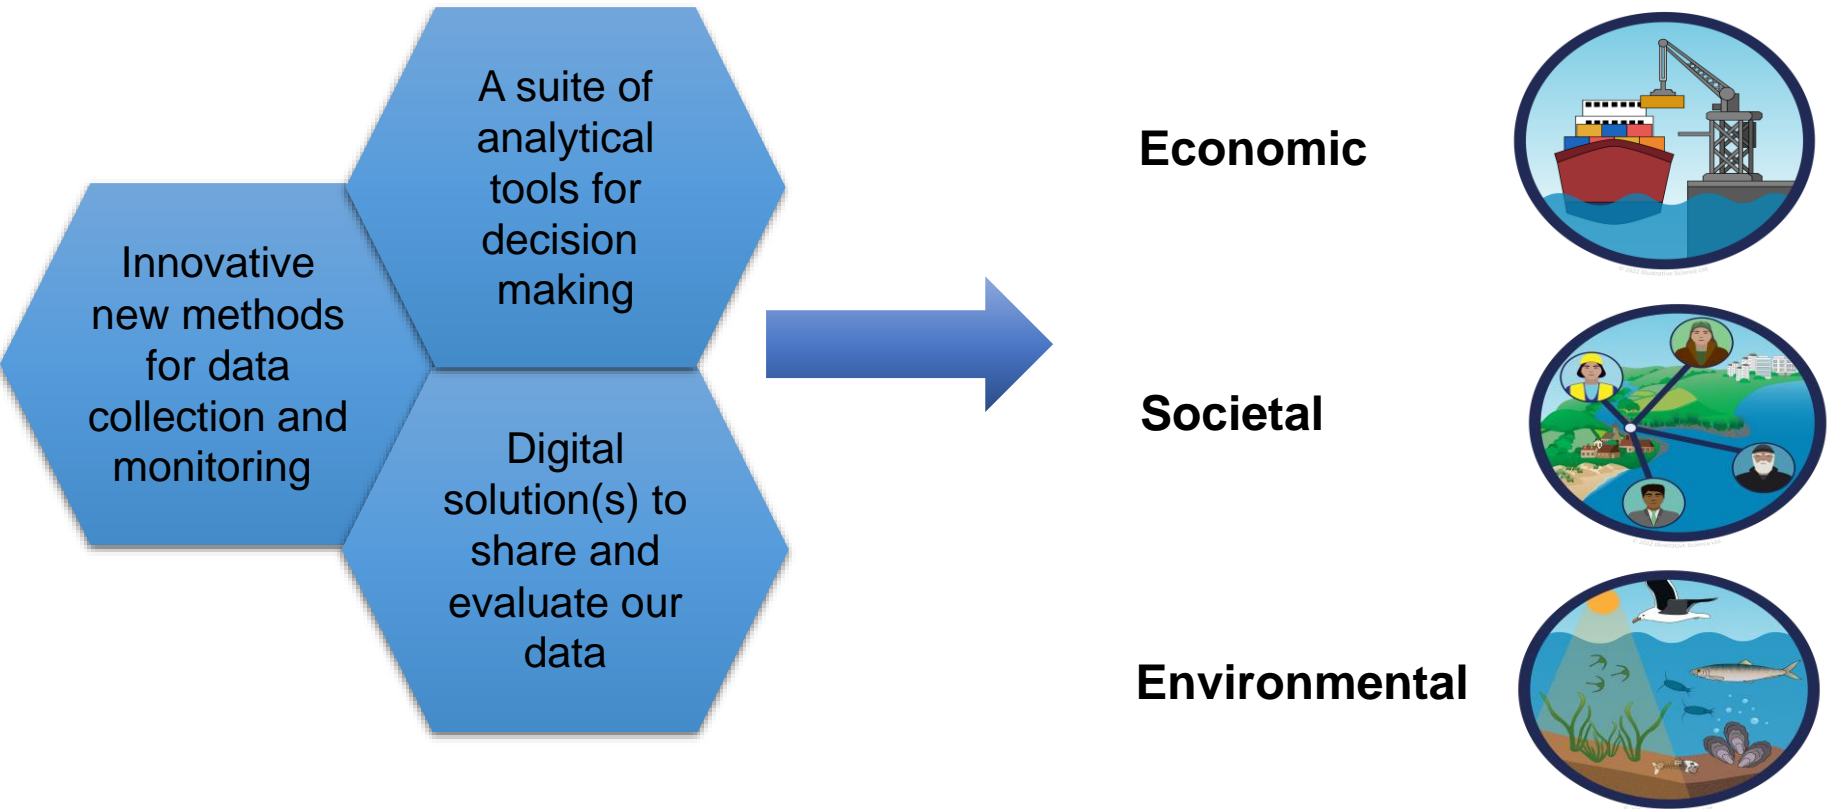 A suite of
analytical
tools for
decision
making
Innovative
new methods
for data
collection and
monitoring
Digital
solution(s) to
share and
evaluate our
data
Economic
Societal
Environmental